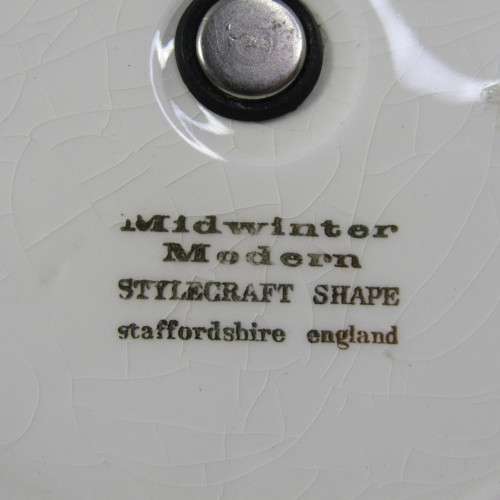 Midwinter
Modern
STYLECRAFT SHAPE
staffordshire england